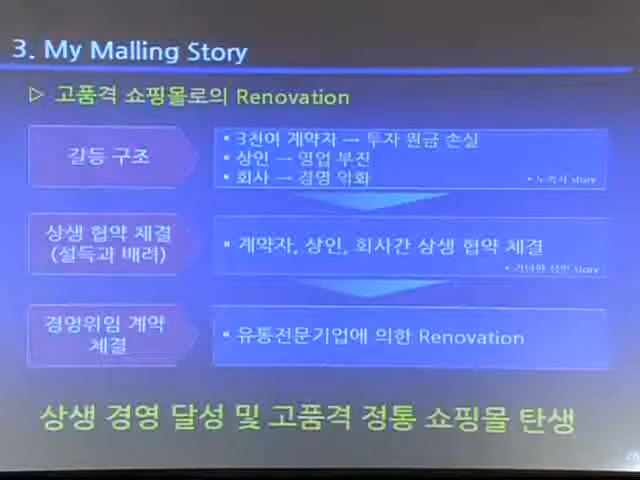 3. My Malling Story
▷ 고품격 쇼핑몰로의 Renovation
갈등 구조
• 3천여 계약자 → 투자 원금 손실
• 상인 → 영업 부진
• 회사 → 경영 악화
story
상생 협약 체결
(설득과 배려)
• 계약자, 상인, 회사간 상생 협약 체결
story
경영위임 계약
체결
• 유통전문기업에 의한 Renovation
상생 경영 달성 및 고품격 정통 쇼핑몰 탄생